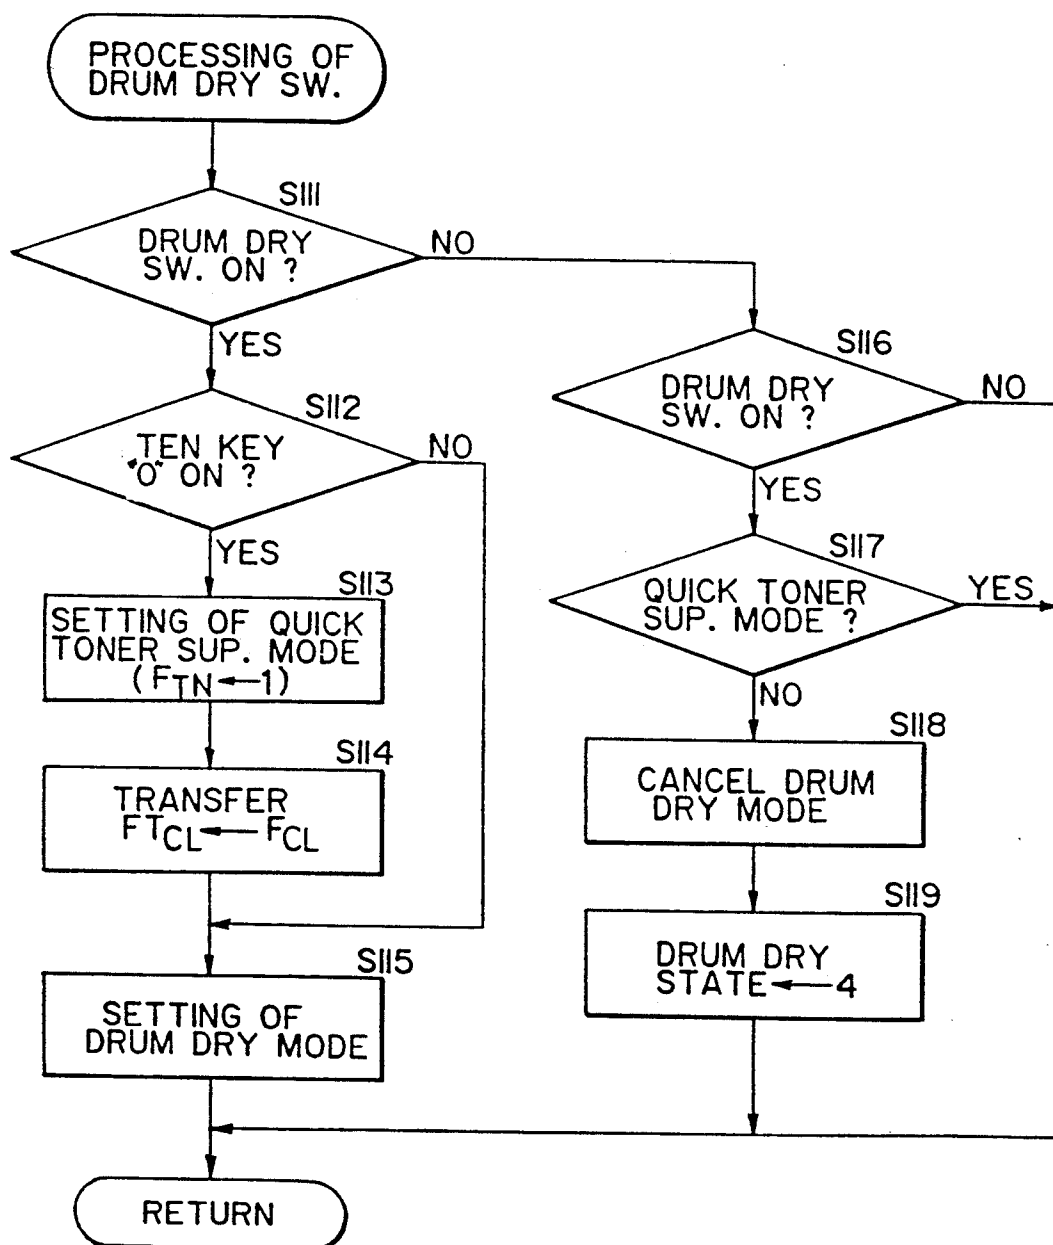 PROCESSING OF
DRUM DRY SW.
S111
DRUM DRY
SW. ON ?
NO
YES
S112
TEN KEY
"0" ON ?
NO
YES
S113
SETTING OF QUICK
TONER SUP. MODE
(FTN←1)
S114
TRANSFER
FTCL←FCL
S115
SETTING OF
DRUM DRY MODE
RETURN
S116
DRUM DRY
SW. ON ?
NO
YES
S117
QUICK TONER
SUP. MODE ?
YES
NO
S118
CANCEL DRUM
DRY MODE
S119
DRUM DRY
STATE←4